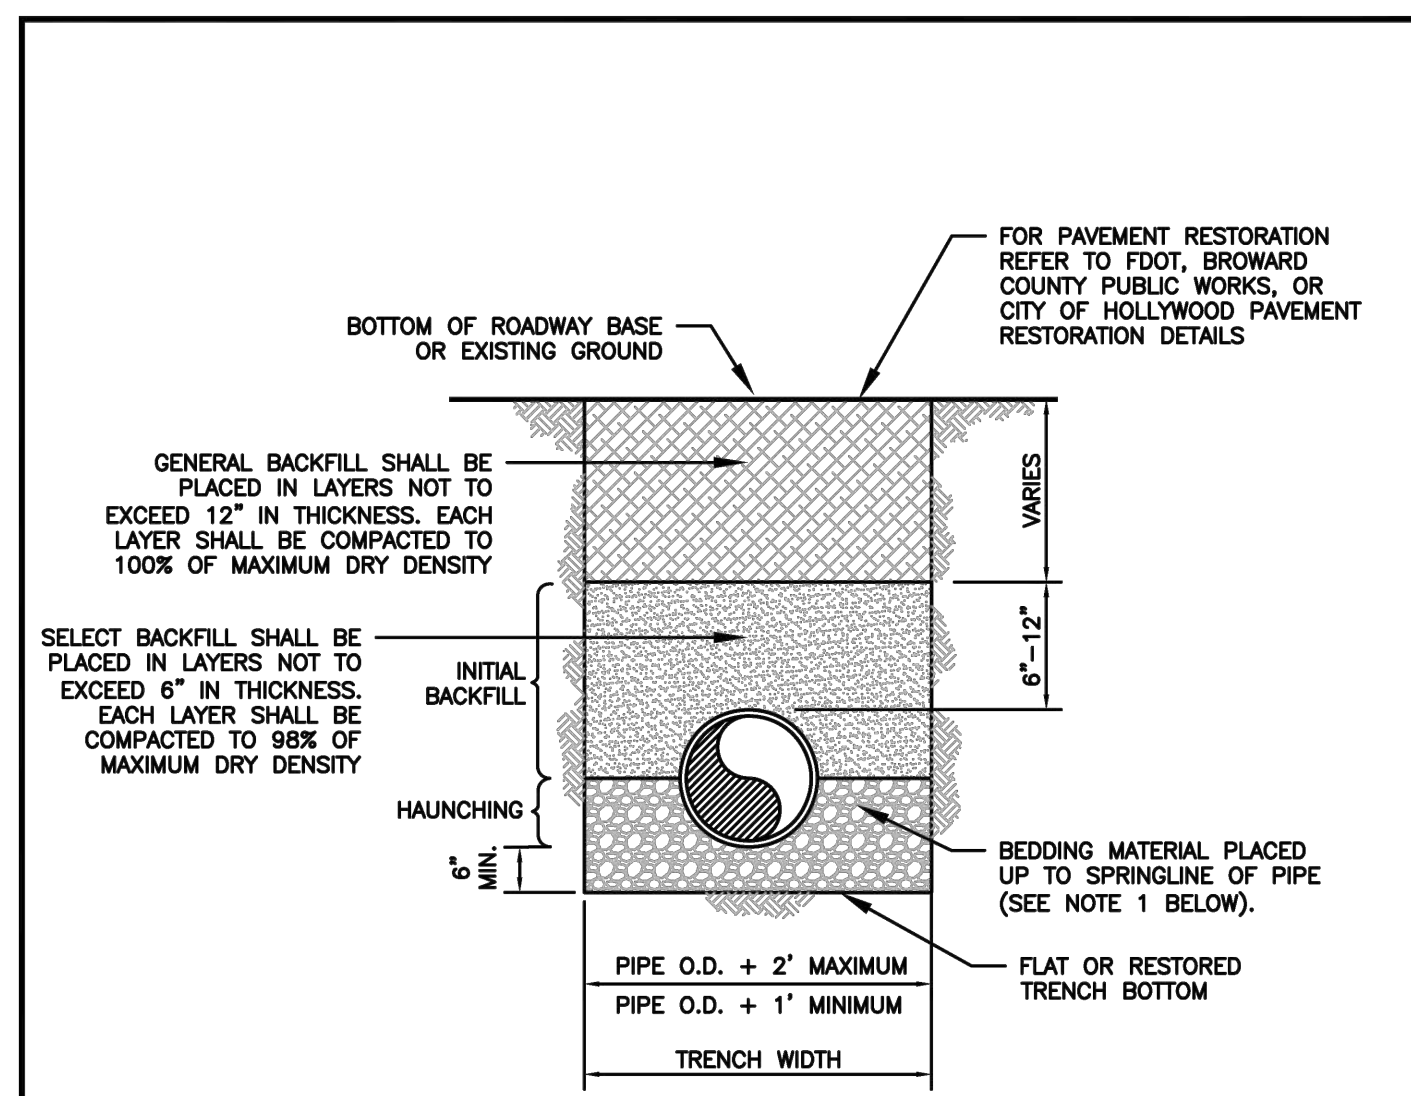 FOR PAVEMENT RESTORATION
REFER TO FDOT, BROWARD
COUNTY PUBLIC WORKS, OR
CITY OF HOLLYWOOD PAVEMENT
RESTORATION DETAILS
BOTTOM OF ROADWAY BASE
OR EXISTING GROUND
GENERAL BACKFILL SHALL BE
PLACED IN LAYERS NOT TO
EXCEED 12" IN THICKNESS. EACH
LAYER SHALL BE COMPACTED TO
100% OF MAXIMUM DRY DENSITY
VARIES
SELECT BACKFILL SHALL BE
PLACED IN LAYERS NOT TO
EXCEED 6" IN THICKNESS.
EACH LAYER SHALL BE
COMPACTED TO 98% OF
MAXIMUM DRY DENSITY
INITIAL
BACKFILL
6"-12"
HAUNCHING
6"
MIN.
BEDDING MATERIAL PLACED
UP TO SPRINGLINE OF PIPE
(SEE NOTE 1 BELOW).
FLAT OR RESTORED
TRENCH BOTTOM
PIPE O.D. + 2' MAXIMUM
PIPE O.D. + 1' MINIMUM
TRENCH WIDTH